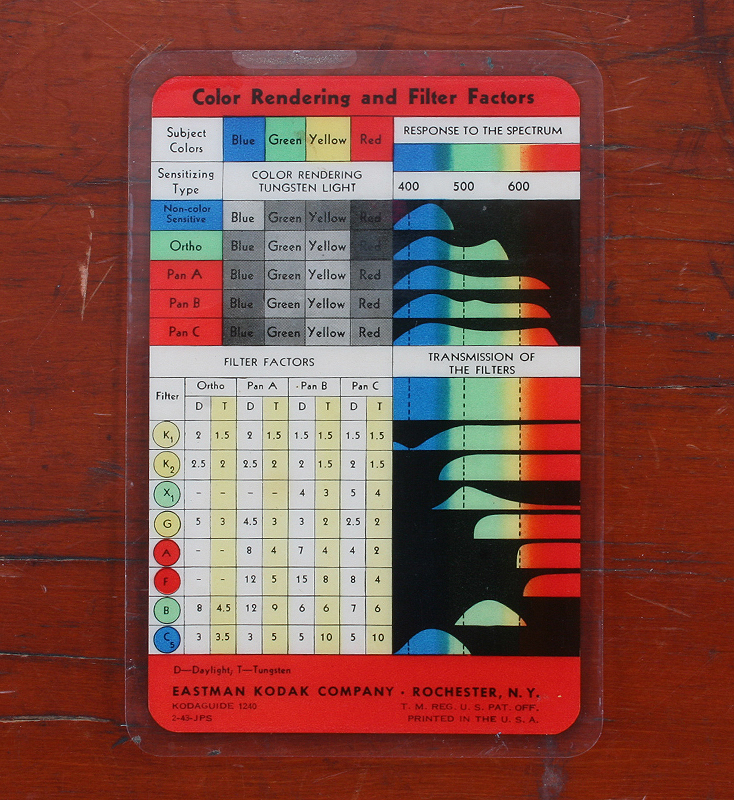 Color Rendering and Filter Factors
Subject Colors Blue Green Yellow Red RESPONSE TO THE SPECTRUM
Sensitizing Type COLOR RENDERING TUNGSTEN LIGHT 400 500 600
Non-color Sensitive Blue Green Yellow Red
Ortho Blue Green Yellow Red
Pan A Blue Green Yellow Red
Pan B Blue Green Yellow Red
Pan C Blue Green Yellow Red
FILTER FACTORS TRANSMISSION OF THE FILTERS
Filter Ortho Pan A Pan B Pan C
D T D T D T D T
K1 2 1.5 2 1.5 1.5 1.5 1.5 1.5
K2 2.5 2 2.5 2 2 1.5 2 1.5
X1 – – – – 4 3 5 4
G 5 3 4.5 3 3 2 2.5 2
A – – 8 4 7 4 4 2
F – – 12 5 15 8 8 4
B 8 4.5 12 9 6 6 7 6
C5 3 3.5 3 5 5 10 5 10
D—Daylight, T—Tungsten
EASTMAN KODAK COMPANY · ROCHESTER, N. Y.
KODAGUIDE 1240 T. M. REG. U. S. PAT. OFF.
2-43-JPS PRINTED IN THE U. S. A.